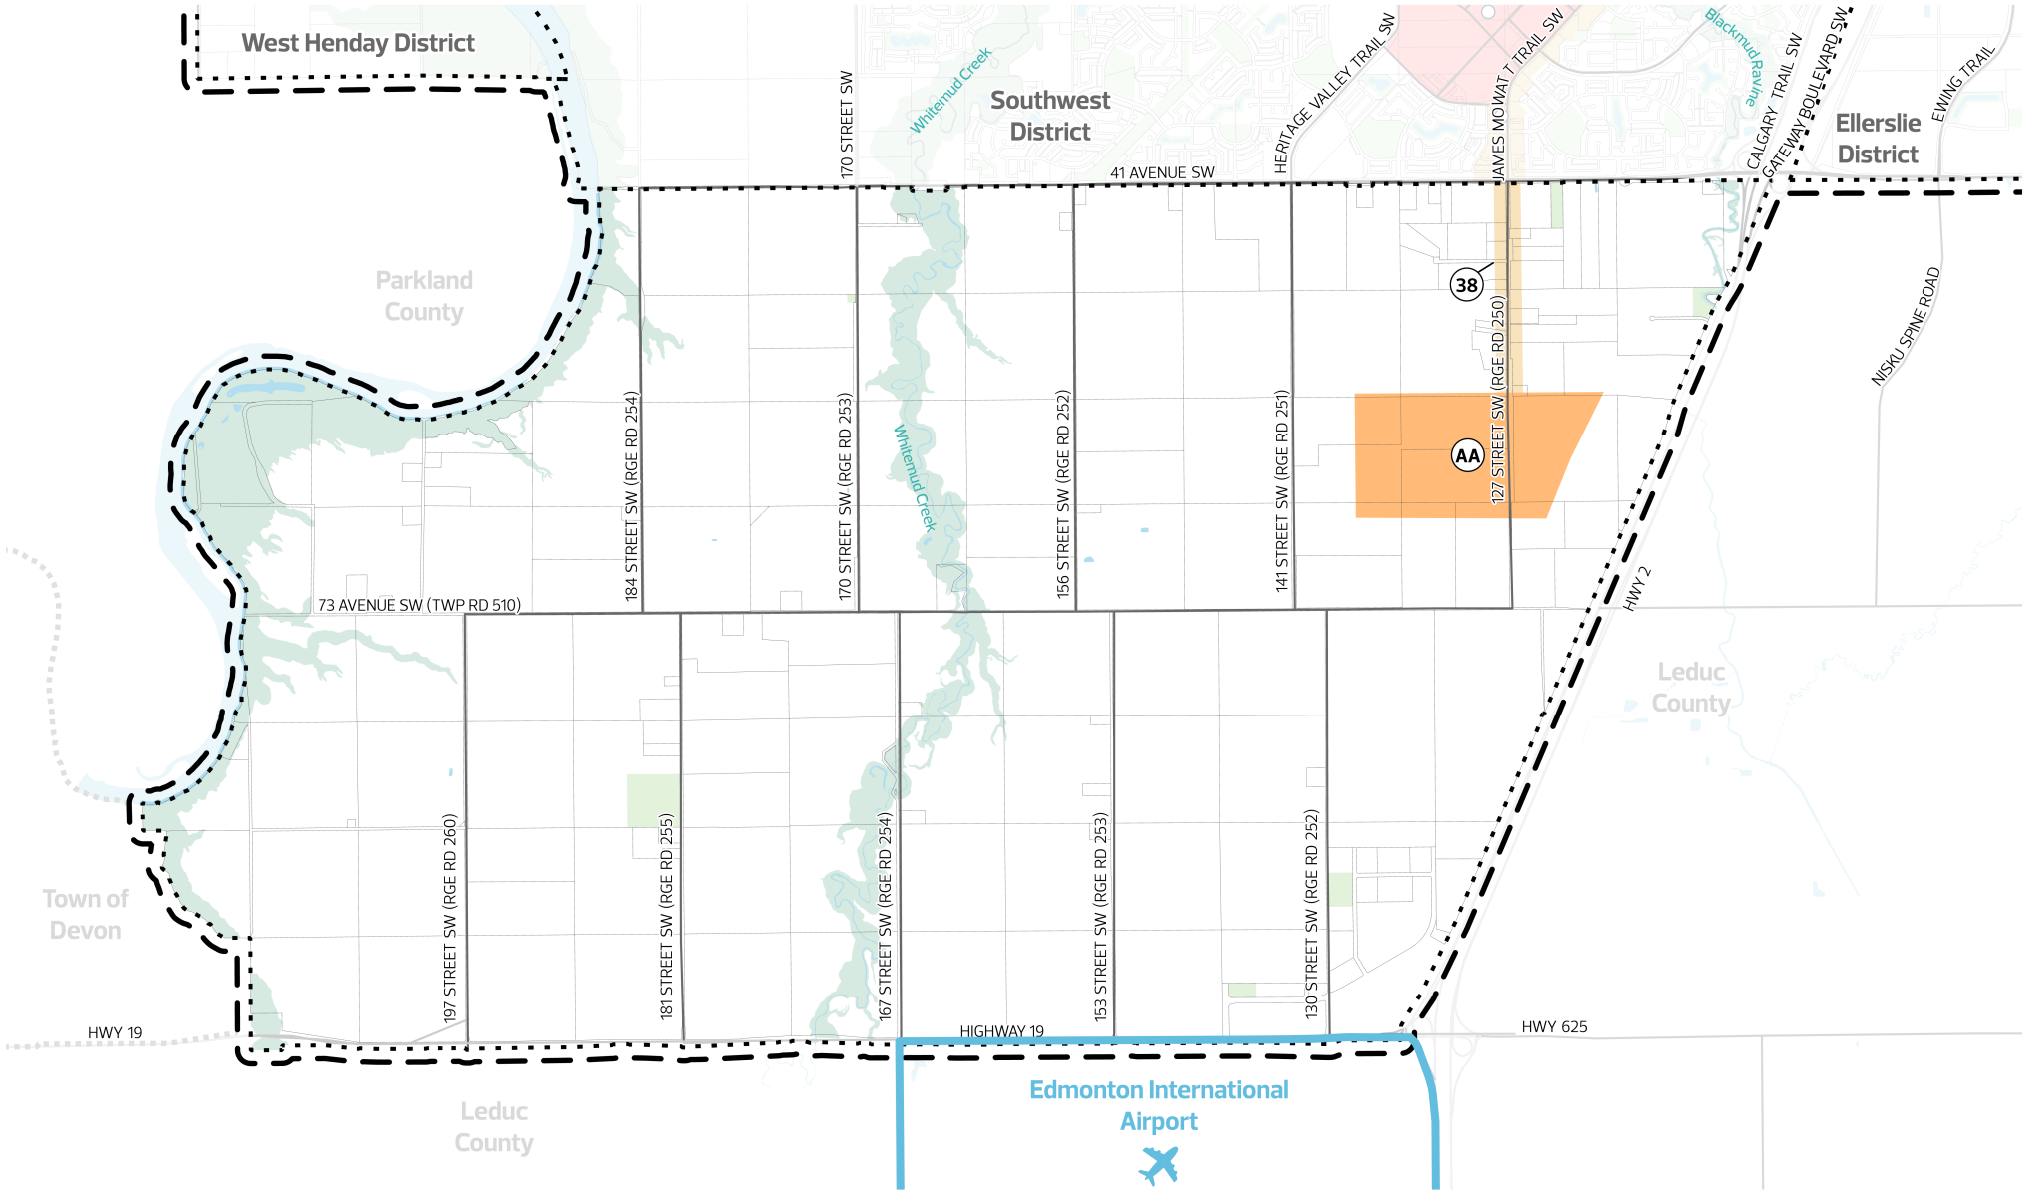 West Henday District
Southwest
District
Ellerslie
District
Whitemud Creek
Blackmud Ravine
170 STREET SW
HERITAGE VALLEY TRAIL SW
JAMES MOWATT TRAIL SW
CALGARY TRAIL SW
GATEWAY BOULEVARD SW
EWING TRAIL
41 AVENUE SW
Parkland
County
38
NISKU SPINE ROAD
184 STREET SW (RGE RD 254)
170 STREET SW (RGE RD 253)
Whitemud Creek
156 STREET SW (RGE RD 252)
141 STREET SW (RGE RD 251)
127 STREET SW (RGE RD 250)
AA
73 AVENUE SW (TWP RD 510)
HWY 2
Leduc
County
Town of
Devon
197 STREET SW (RGE RD 260)
181 STREET SW (RGE RD 255)
167 STREET SW (RGE RD 254)
153 STREET SW (RGE RD 253)
130 STREET SW (RGE RD 252)
HWY 19
HIGHWAY 19
HWY 625
Leduc
County
Edmonton International
Airport